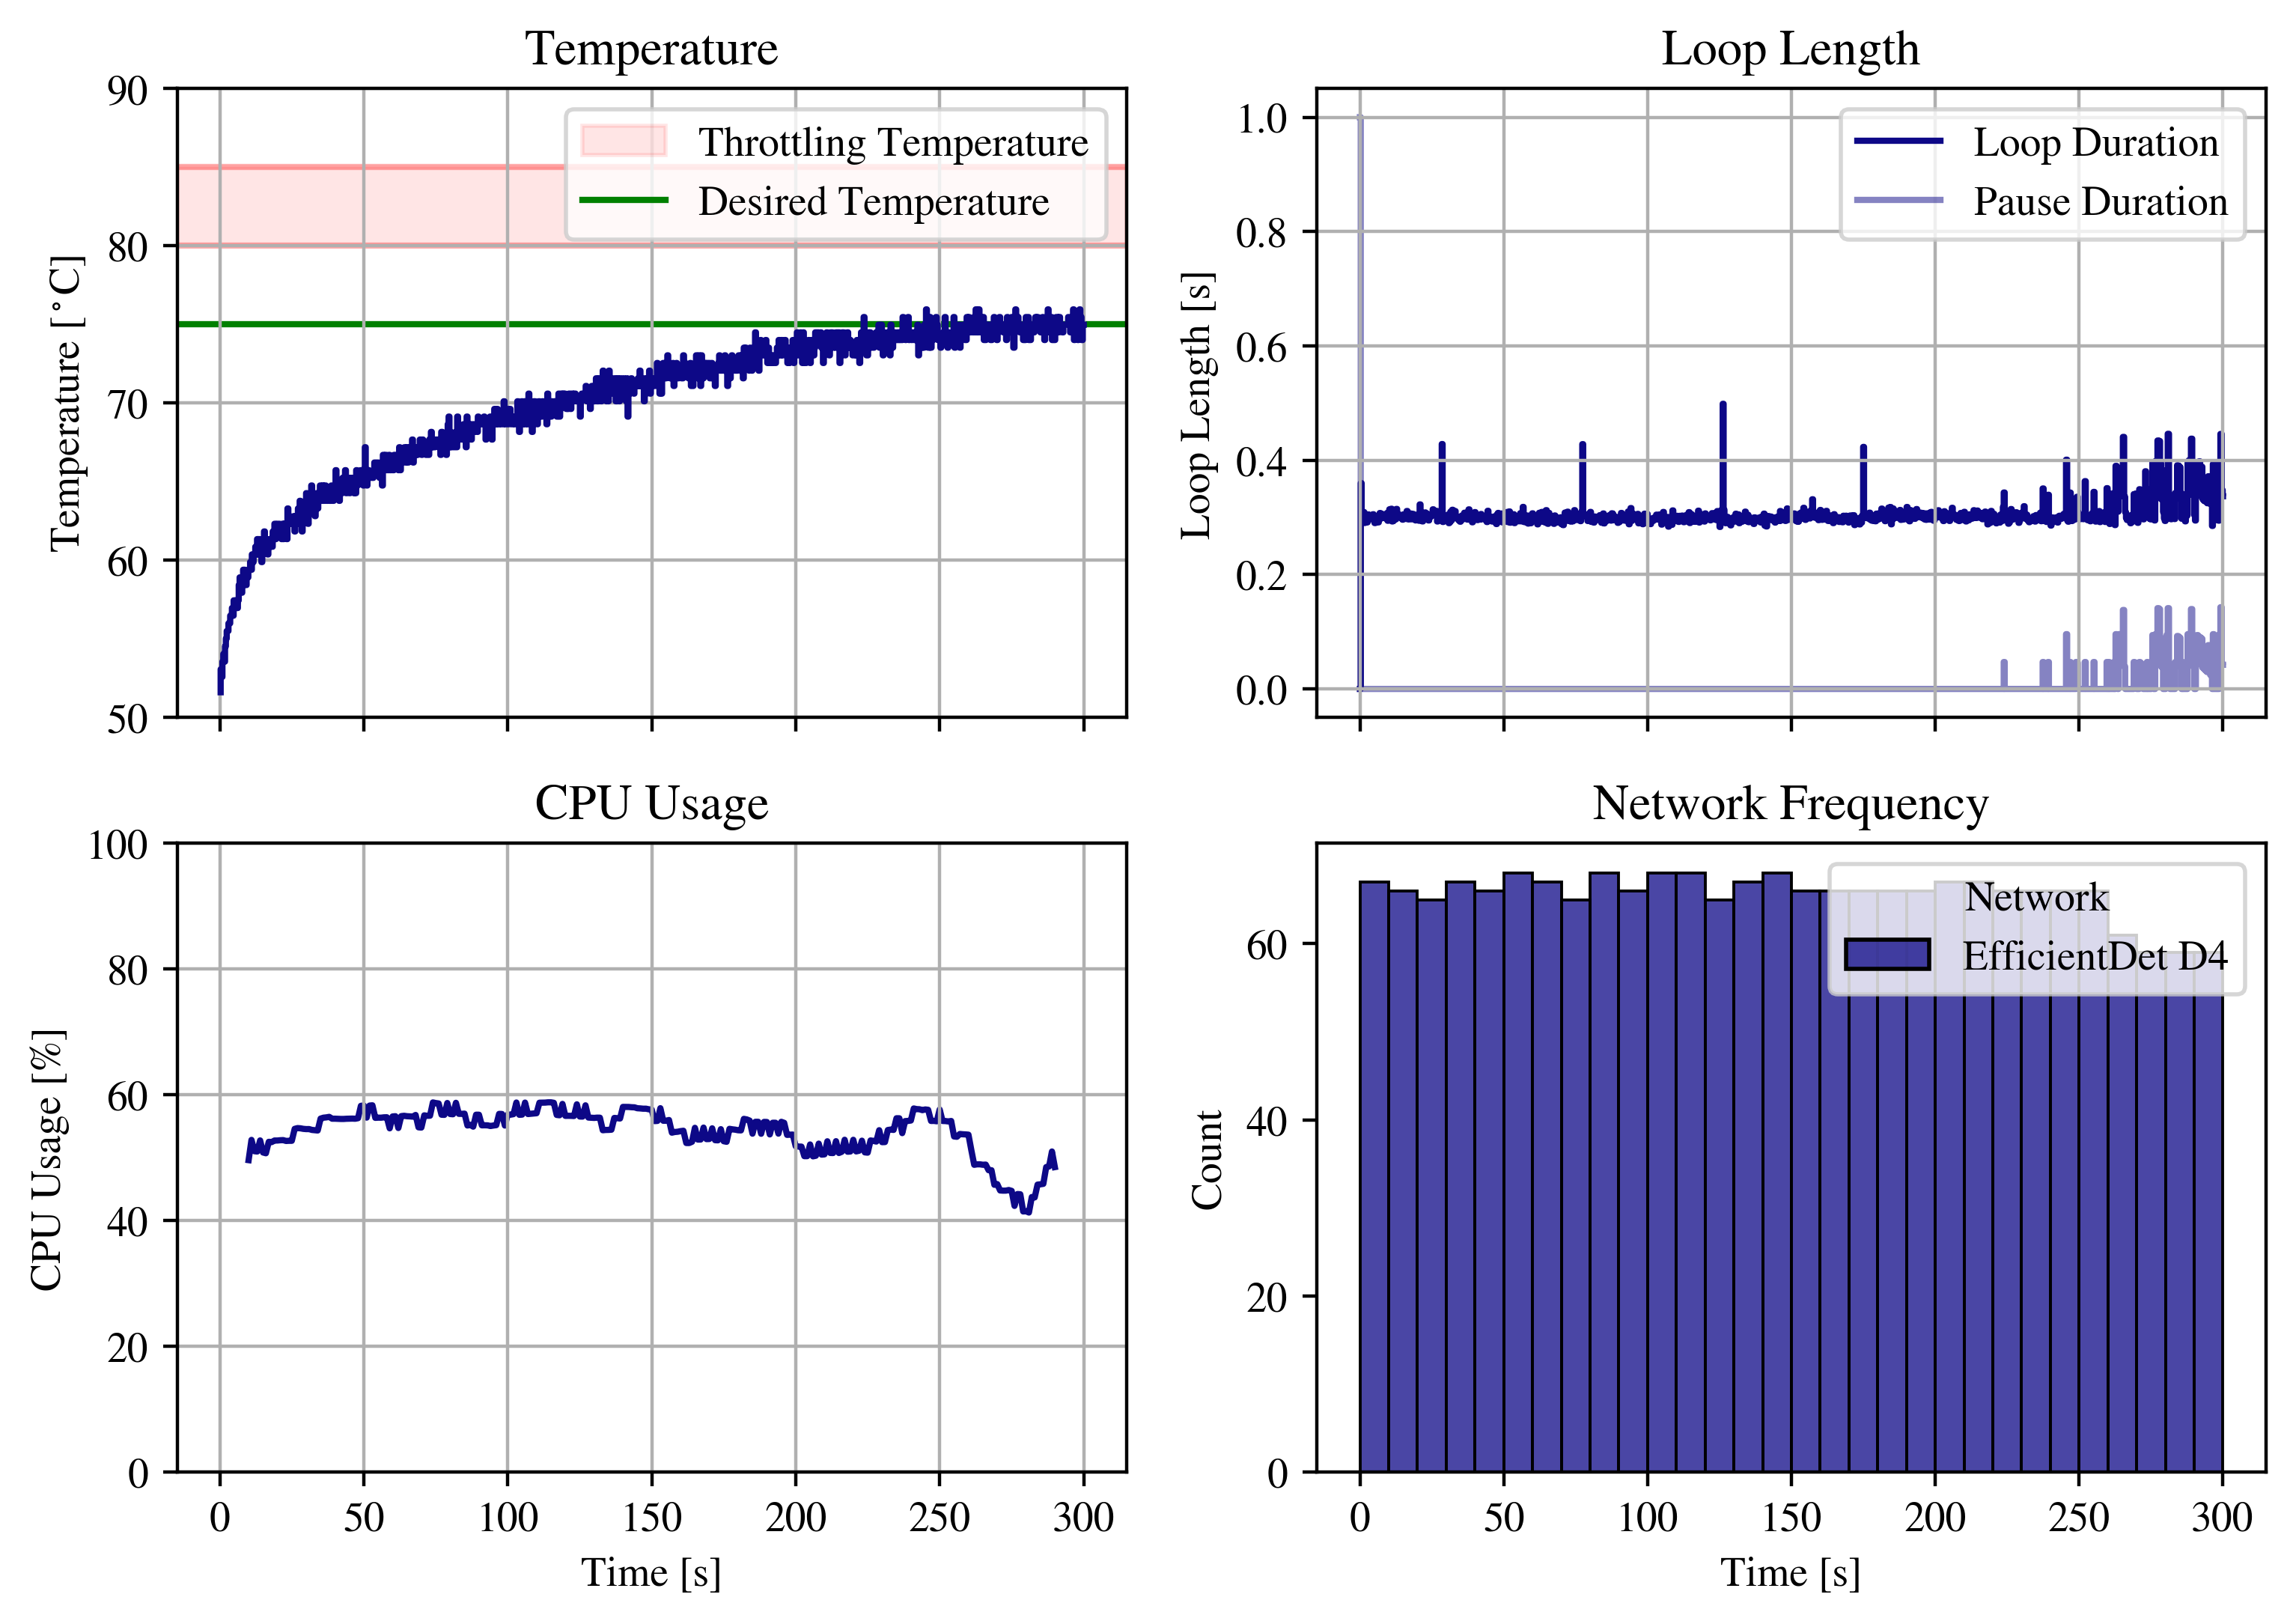 Temperature
90
80
70
60
50
Temperature [°C]
Throttling Temperature
Desired Temperature
Loop Length
1.0
0.8
0.6
0.4
0.2
0.0
Loop Length [s]
Loop Duration
Pause Duration
CPU Usage
100
80
60
40
20
0
CPU Usage [%]
0 50 100 150 200 250 300
Time [s]
Network Frequency
60
40
20
0
Count
Network
EfficientDet D4
0 50 100 150 200 250 300
Time [s]